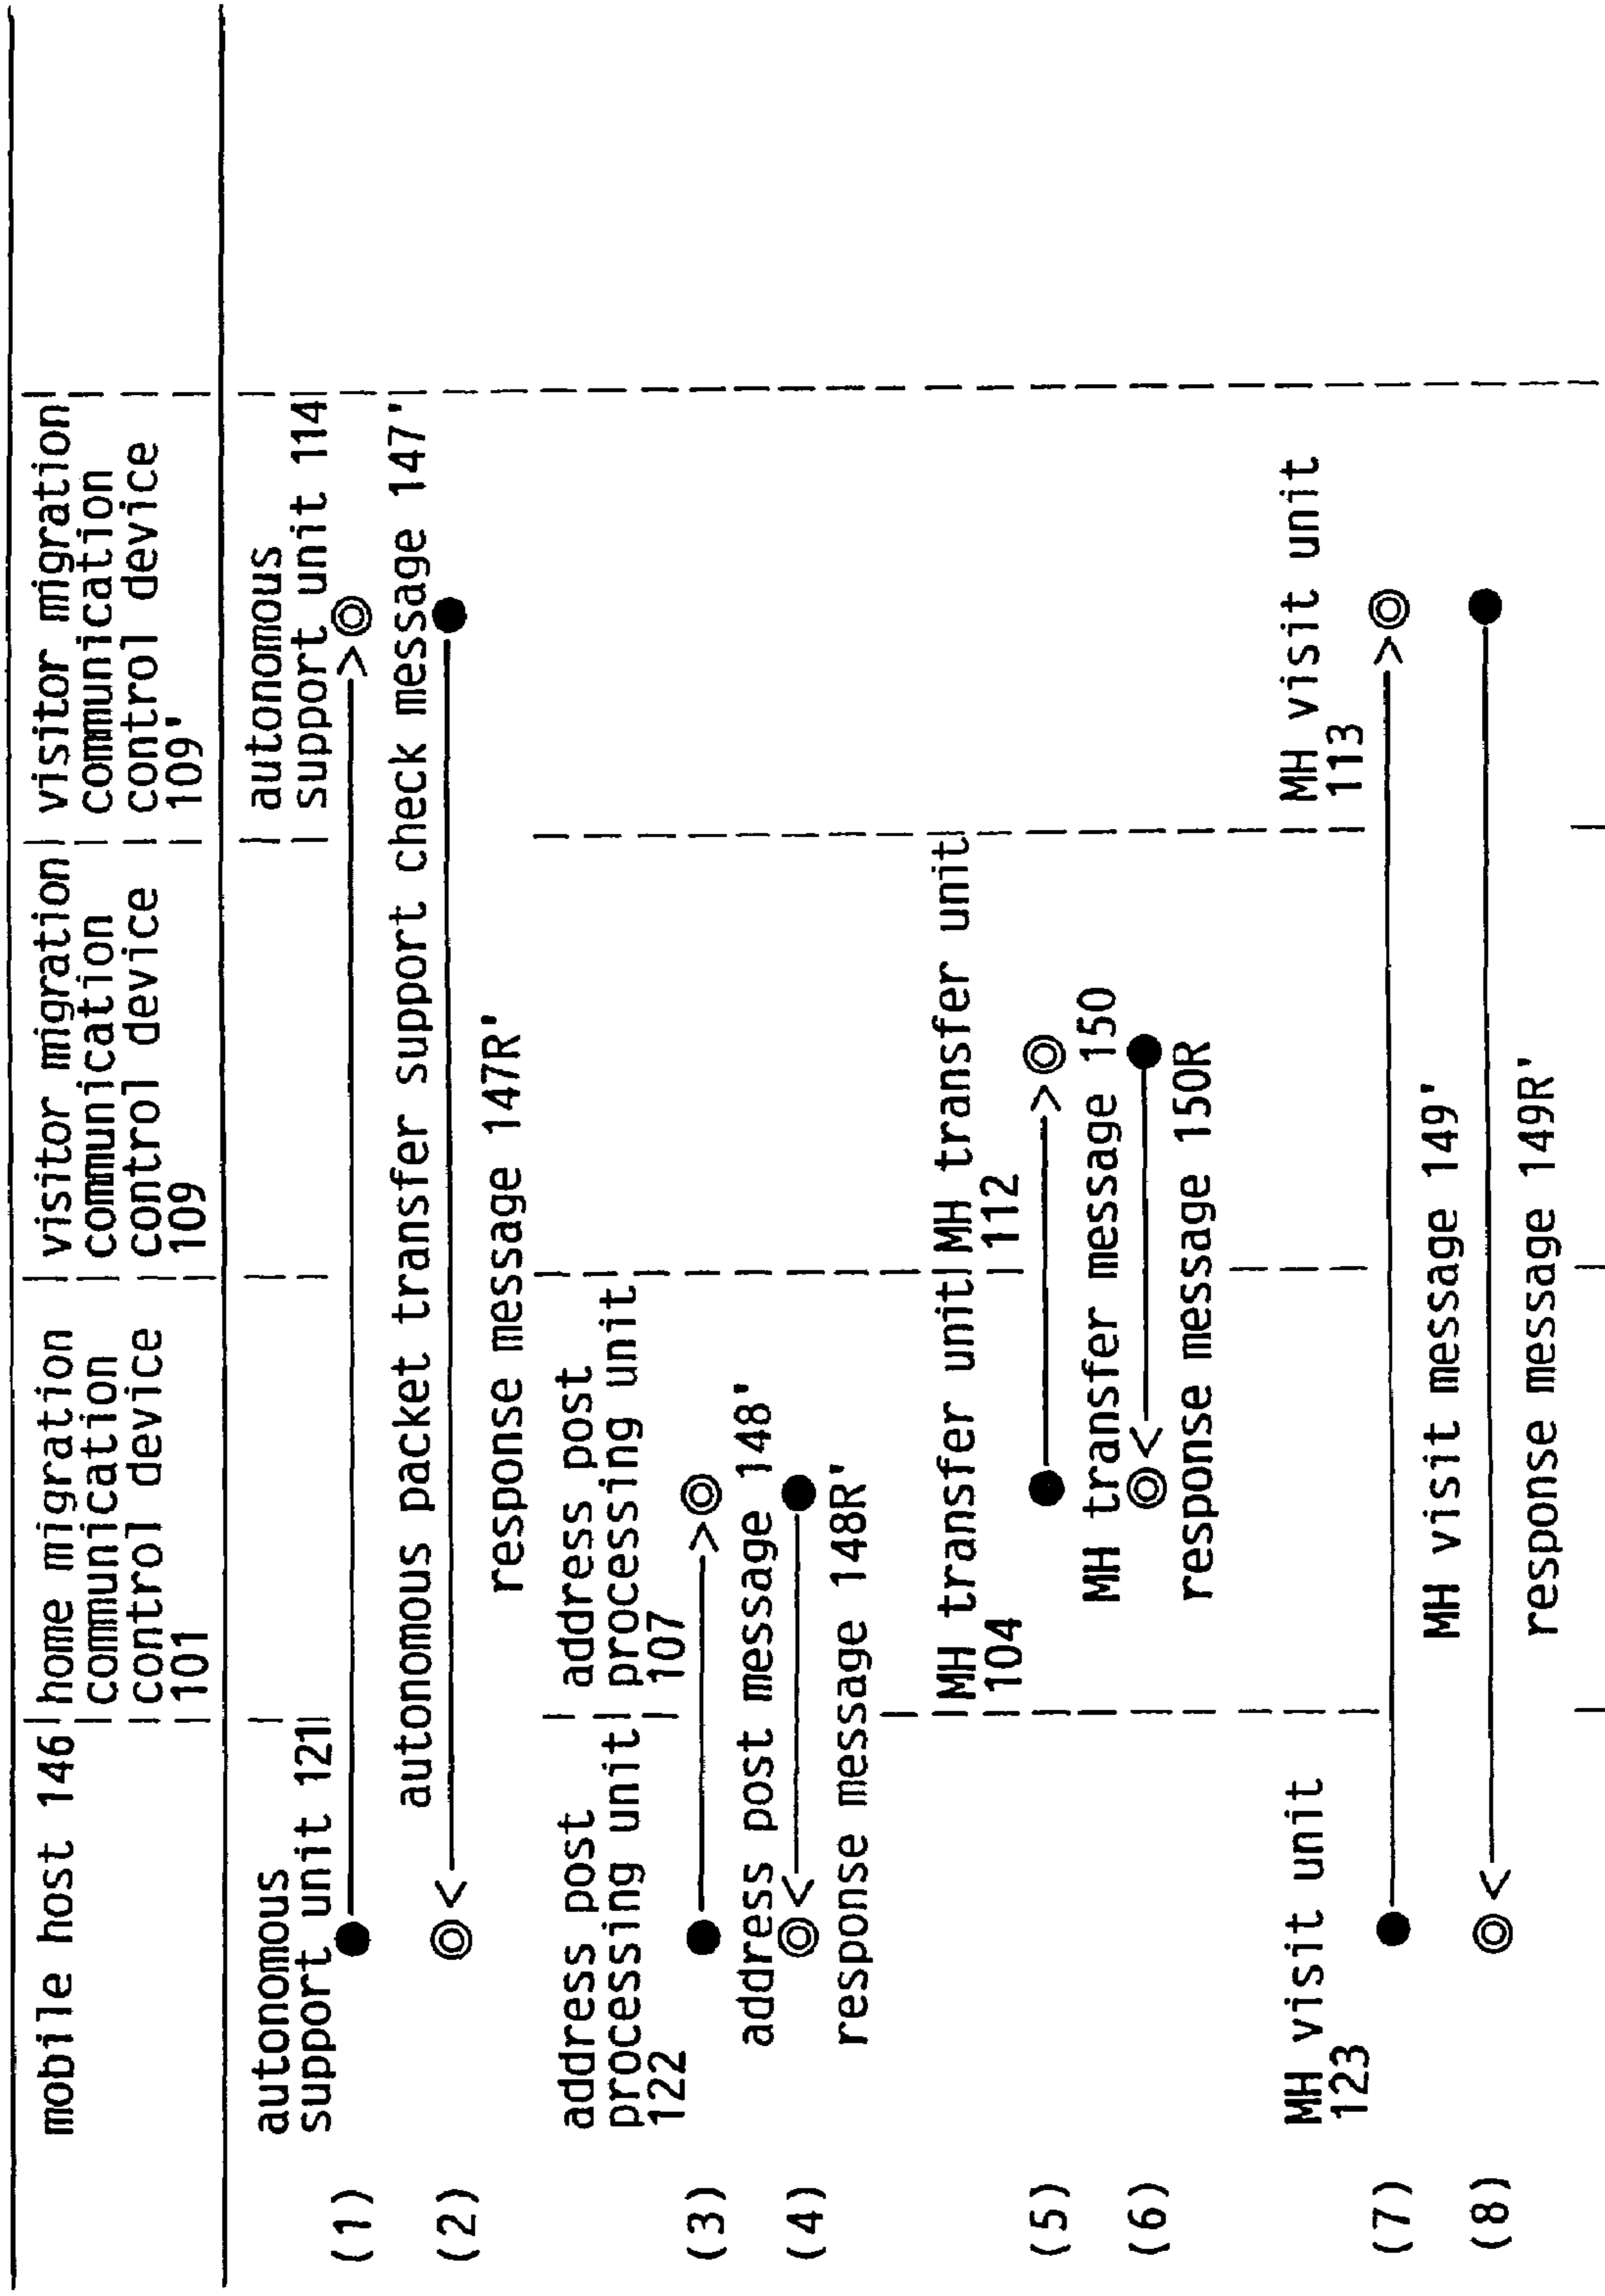 mobile host 146
home migration
communication
control device
101
visitor migration
communication
control device
109
visitor migration
communication
control device
109'
autonomous
support unit 121
autonomous
support unit 114
(1)
autonomous packet transfer support check message 147'
(2)
response message 147R'
address post
processing unit
122
address post
processing unit
107
(3)
address post message 148'
(4)
response message 148R'
MH transfer unit
104
MH transfer unit
112
(5)
MH transfer message 150
(6)
response message 150R
MH visit unit
123
MH visit unit
113
(7)
MH visit message 149'
(8)
response message 149R'